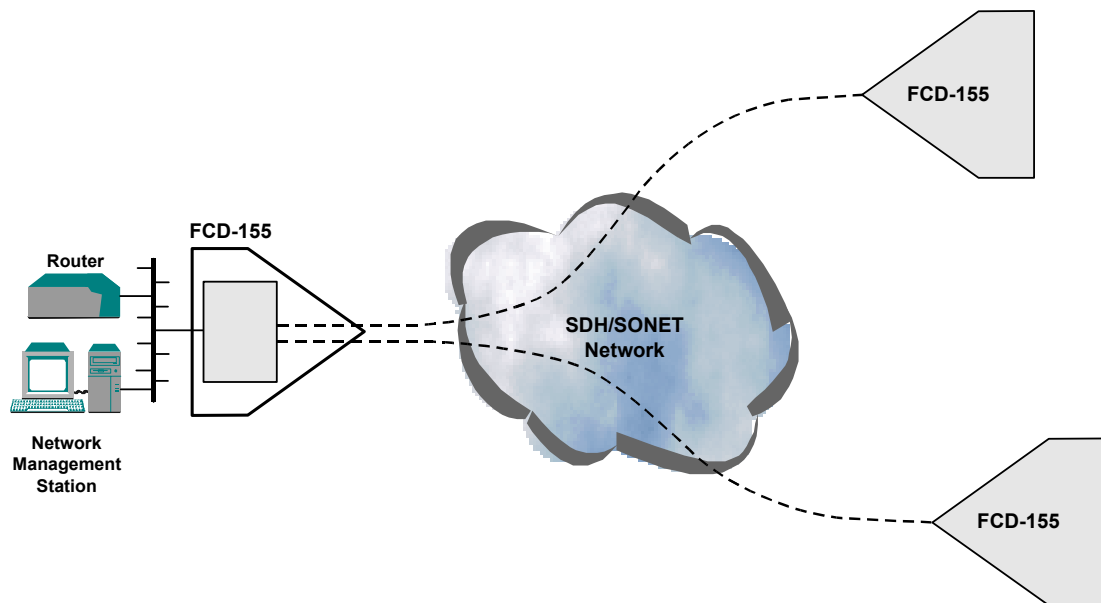 FCD-155
FCD-155
Router
SDH/SONET
Network
Network
Management
Station
FCD-155